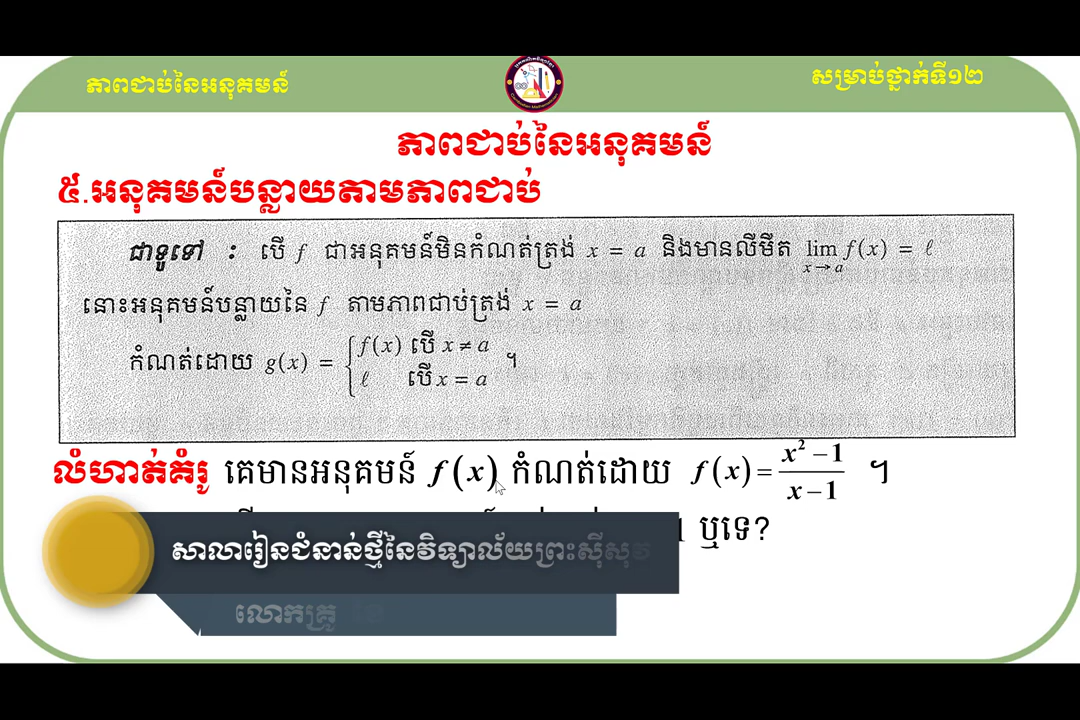 ភាពជាប់នៃអនុគមន៍
សម្រាប់ថ្នាក់ទី១២
ភាពជាប់នៃអនុគមន៍
៥.អនុគមន៍បន្លាយតាមភាពជាប់
ជាទូទៅ : បើ f ជាអនុគមន៍មិនកំណត់ត្រង់ x = a និងមានលីមីត lim x→a f(x) = ℓ
នោះអនុគមន៍បន្លាយនៃ f តាមភាពជាប់ត្រង់ x = a
កំណត់ដោយ g(x) = { f(x) បើ x ≠ a
ℓ បើ x = a ។
លំហាត់គំរូ គេមានអនុគមន៍ f(x) កំណត់ដោយ f(x) = (x² − 1)/(x − 1) ។
1 ឬទេ?
សាលារៀនជំនាន់ថ្មីនៃវិទ្យាល័យព្រះស៊ីសុវ
លោកគ្រូ